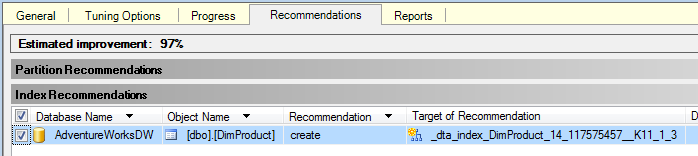 General Tuning Options Progress Recommendations Reports
Estimated improvement: 97%
Partition Recommendations
Index Recommendations
Database Name Object Name Recommendation Target of Recommendation D
AdventureWorksDW [dbo].[DimProduct] create _dta_index_DimProduct_14_117575457__K11_1_3